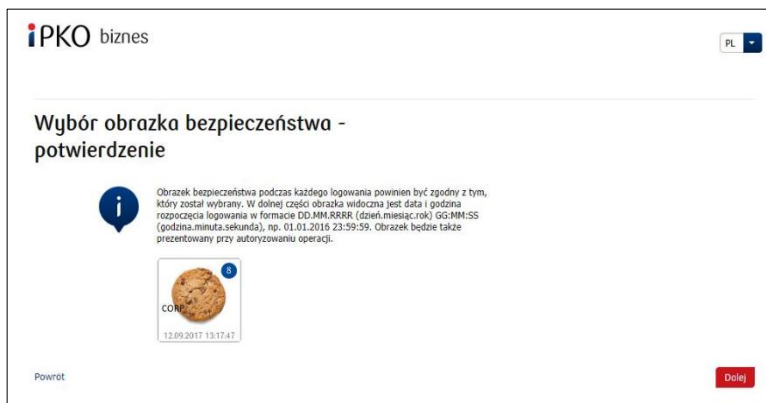 iPKO biznes
PL
Wybór obrazka bezpieczeństwa -
potwierdzenie
Obrazek bezpieczeństwa podczas każdego logowania powinien być zgodny z tym,
który został wybrany. W dolnej części obrazka widoczna jest data i godzina
rozpoczęcia logowania w formacie DD.MM.RRRR (dzień.miesiąc.rok) GG:MM:SS
(godzina.minuta.sekunda), np. 01.01.2016 23:59:59. Obrazek będzie także
prezentowany przy autoryzowaniu operacji.
8
CORP
12.09.2017 13:17:47
Powrót
Dalej